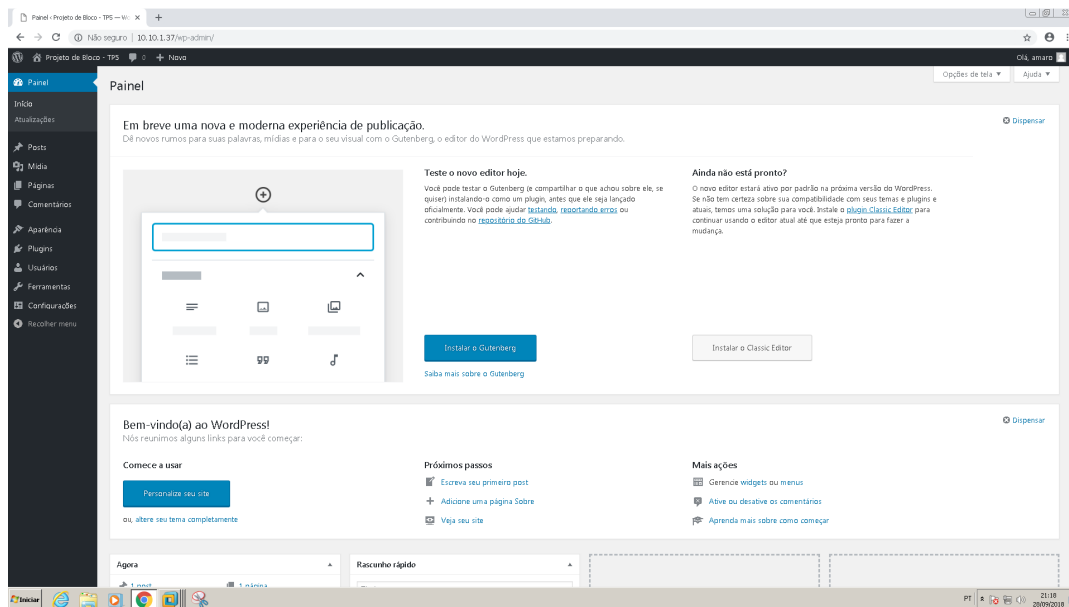 Painel ‹ Projeto de Bloco - TP5 — Wo
Não seguro | 10.10.1.37/wp-admin/
Projeto de Bloco - TP5 0 + Novo Olá, amaro
Opções de tela ▼ Ajuda ▼
Painel
Início
Atualizações
Posts
Mídia
Páginas
Comentários
Aparência
Plugins
Usuários
Ferramentas
Configurações
Recolher menu
Painel
Em breve uma nova e moderna experiência de publicação.
Dispensar
Dê novos rumos para suas palavras, mídias e para o seu visual com o Gutenberg, o editor do WordPress que estamos preparando.
Teste o novo editor hoje.
Você pode testar o Gutenberg (e compartilhar o que achou sobre ele, se
quiser) instalando-o como um plugin, antes que ele seja lançado
oficialmente. Você pode ajudar testando, reportando erros ou
contribuindo no repositório do GitHub.
Instalar o Gutenberg
Saiba mais sobre o Gutenberg
Ainda não está pronto?
O novo editor estará ativo por padrão na próxima versão do WordPress.
Se não tem certeza sobre sua compatibilidade com seus temas e plugins e
atuais, temos uma solução para você. Instale o plugin Classic Editor para
continuar usando o editor atual até que esteja pronto para fazer a
mudança.
Instalar o Classic Editor
Bem-vindo(a) ao WordPress!
Dispensar
Nós reunimos alguns links para você começar:
Comece a usar
Personalize seu site
ou, altere seu tema completamente
Próximos passos
Escreva seu primeiro post
Adicione uma página Sobre
Veja seu site
Mais ações
Gerencie widgets ou menus
Ative ou desative os comentários
Aprenda mais sobre como começar
Agora
1 post 1 página
Rascunho rápido
Iniciar
PT
21:18
28/09/2018